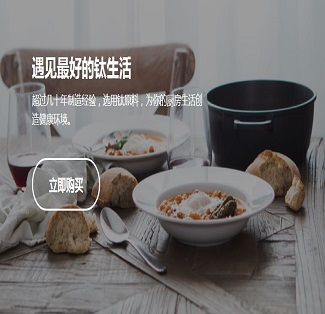 遇见最好的钛生活
超过几十年制造经验，选用钛原料，为你的厨房生活创
造健康环境。
立即购买